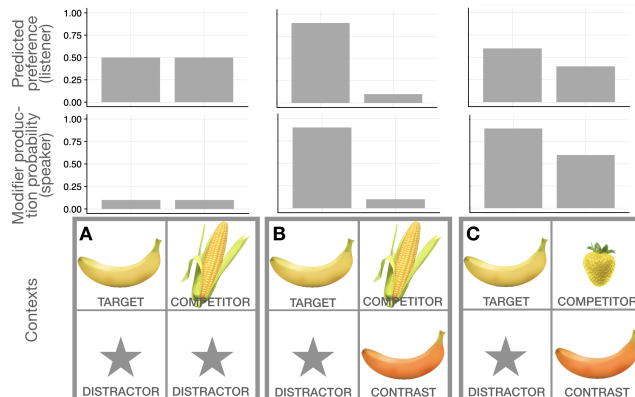 Predicted
preference
(listener)
1.00
0.75
0.50
0.25
0.00
Modifier produc-
tion probability
(speaker)
1.00
0.75
0.50
0.25
0.00
Contexts
A
TARGET
COMPETITOR
DISTRACTOR
DISTRACTOR
B
TARGET
COMPETITOR
DISTRACTOR
CONTRAST
C
TARGET
COMPETITOR
DISTRACTOR
CONTRAST